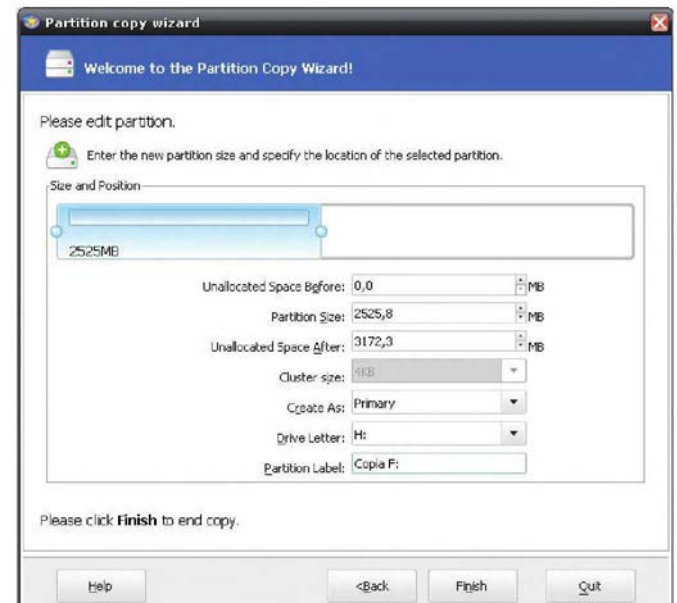 Partition copy wizard
Welcome to the Partition Copy Wizard!
Please edit partition.
Enter the new partition size and specify the location of the selected partition.
Size and Position
2525MB
Unallocated Space Before: 0,0 MB
Partition Size: 2525,8 MB
Unallocated Space After: 3172,3 MB
Cluster size: 4KB
Create As: Primary
Drive Letter: H:
Partition Label: Copia F:
Please click Finish to end copy.
Help <Back Finish Quit